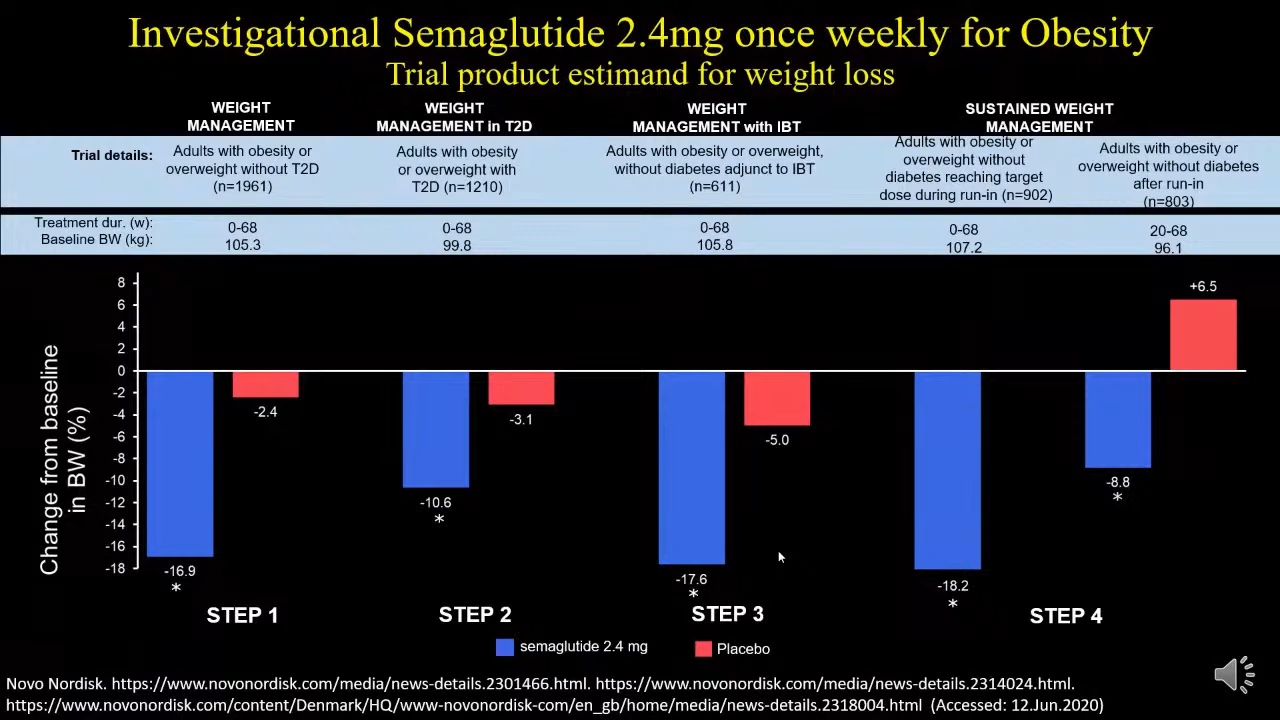 Investigational Semaglutide 2.4mg once weekly for Obesity
Trial product estimand for weight loss
WEIGHT
MANAGEMENT
WEIGHT
MANAGEMENT in T2D
WEIGHT
MANAGEMENT with IBT
SUSTAINED WEIGHT
MANAGEMENT
Trial details:
Adults with obesity or
overweight without T2D
(n=1961)
Adults with obesity
or overweight with
T2D (n=1210)
Adults with obesity or overweight,
without diabetes adjunct to IBT
(n=611)
Adults with obesity or
overweight without
diabetes reaching target
dose during run-in (n=902)
Adults with obesity or
overweight without diabetes
after run-in
(n=803)
Treatment dur. (w):
Baseline BW (kg):
0-68
105.3
0-68
99.8
0-68
105.8
0-68
107.2
20-68
96.1
Change from baseline
in BW (%)
8
6
4
2
0
-2
-4
-6
-8
-10
-12
-14
-16
-18
-16.9
*
-2.4
-10.6
*
-3.1
-17.6
*
-5.0
-18.2
*
-8.8
*
+6.5
STEP 1
STEP 2
STEP 3
STEP 4
semaglutide 2.4 mg
Placebo
Novo Nordisk. https://www.novonordisk.com/media/news-details.2301466.html. https://www.novonordisk.com/media/news-details.2314024.html.
https://www.novonordisk.com/content/Denmark/HQ/www-novonordisk-com/en_gb/home/media/news-details.2318004.html (Accessed: 12.Jun.2020)